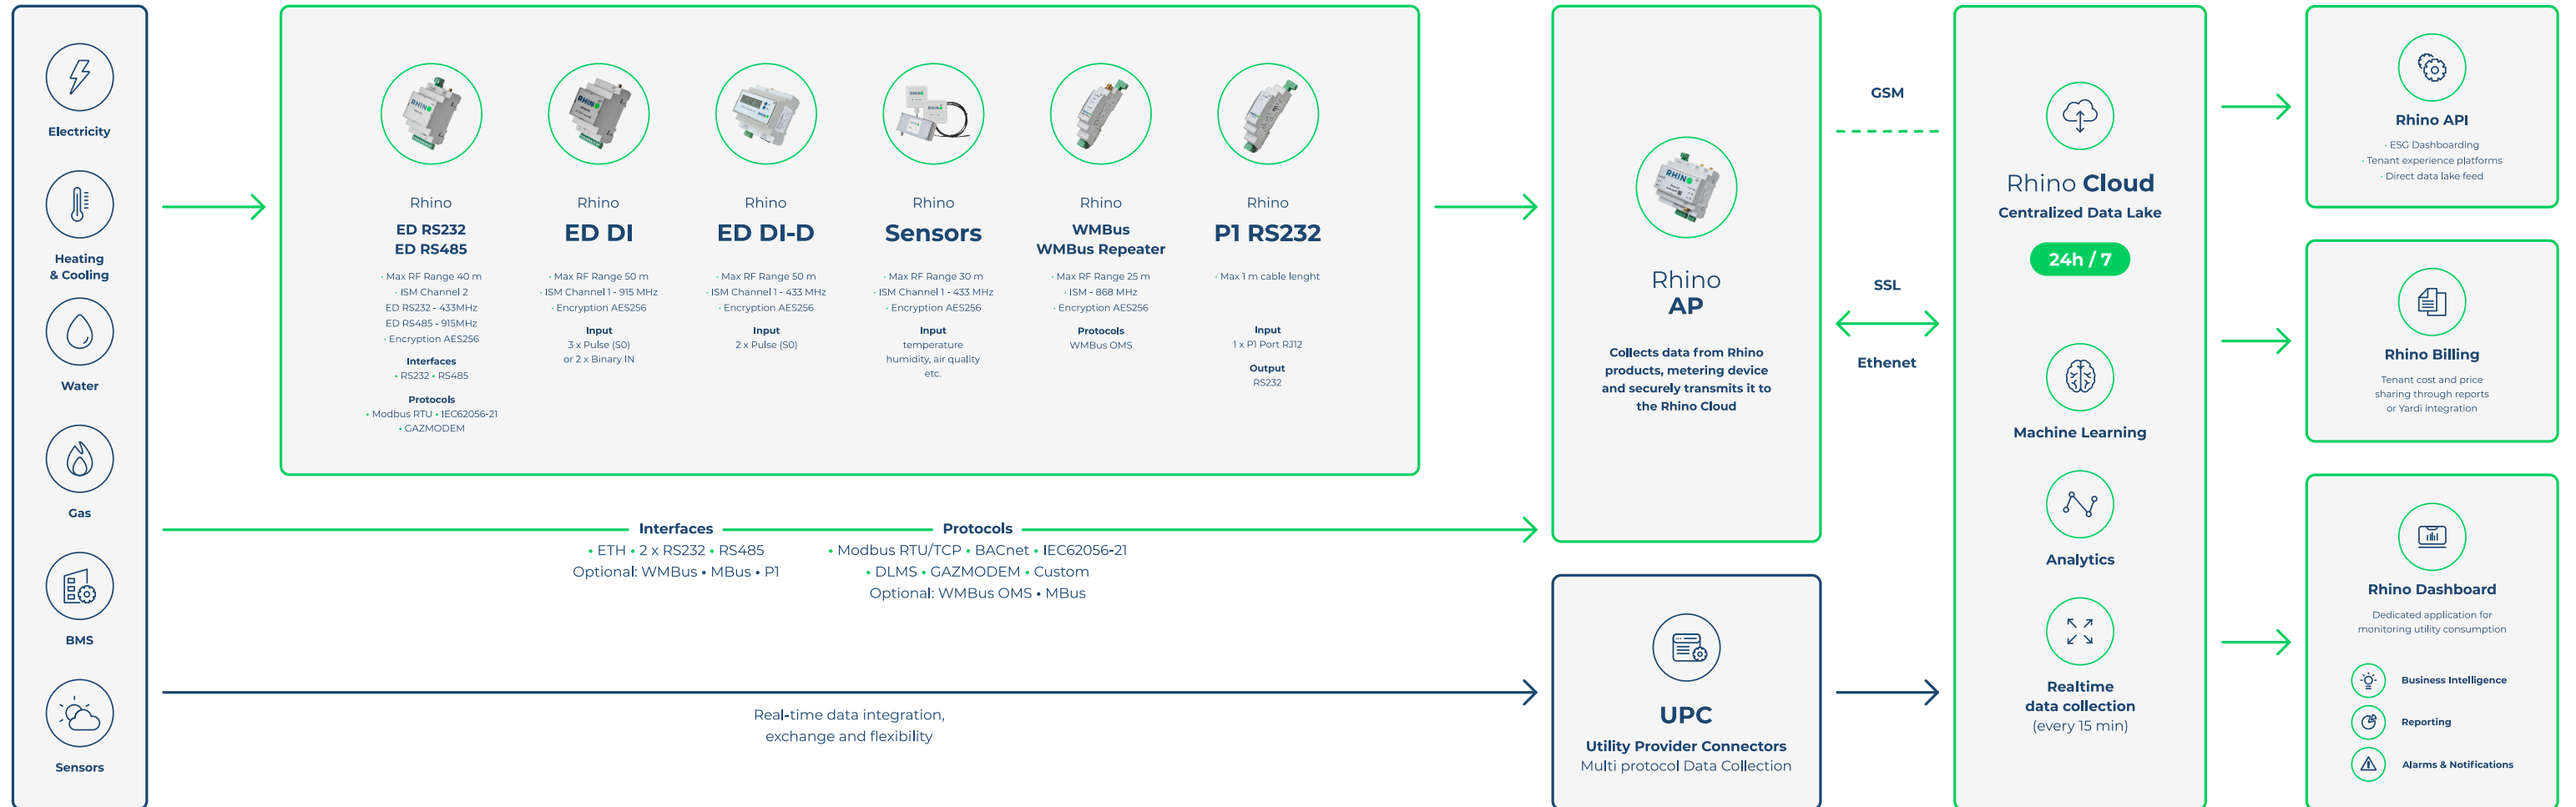 Electricity
Heating
& Cooling
Water
Gas
BMS
Sensors
RHINO
Rhino
ED RS232
ED RS485
· Max RF Range 40 m
· ISM Channel 2
ED RS232 - 433MHz
ED RS485 - 915MHz
· Encryption AES256
Interfaces
• RS232 • RS485
Protocols
• Modbus RTU • IEC62056-21
• GAZMODEM
RHINO
Rhino
ED DI
· Max RF Range 50 m
· ISM Channel 1 - 915 MHz
· Encryption AES256
Input
3 x Pulse (S0)
or 2 x Binary IN
Rhino
ED DI-D
· Max RF Range 50 m
· ISM Channel 1 - 433 MHz
· Encryption AES256
Input
2 x Pulse (S0)
Rhino
Sensors
· Max RF Range 30 m
· ISM Channel 1 - 433 MHz
· Encryption AES256
Input
temperature
humidity, air quality
etc.
Rhino
WMBus
WMBus Repeater
· Max RF Range 25 m
· ISM - 868 MHz
· Encryption AES256
Protocols
WMBus OMS
Rhino
P1 RS232
· Max 1 m cable lenght
Input
1 x P1 Port RJ12
Output
RS232
Interfaces
• ETH • 2 x RS232 • RS485
Optional: WMBus • MBus • P1
Protocols
• Modbus RTU/TCP • BACnet • IEC62056-21
• DLMS • GAZMODEM • Custom
Optional: WMBus OMS • MBus
Real-time data integration,
exchange and flexibility
RHINO
Rhino
AP
Collects data from Rhino
products, metering device
and securely transmits it to
the Rhino Cloud
UPC
Utility Provider Connectors
Multi protocol Data Collection
GSM
SSL
Ethenet
Rhino Cloud
Centralized Data Lake
24h / 7
Machine Learning
Analytics
Realtime
data collection
(every 15 min)
Rhino API
· ESG Dashboarding
· Tenant experience platforms
· Direct data lake feed
Rhino Billing
Tenant cost and price
sharing through reports
or Yardi integration
Rhino Dashboard
Dedicated application for
monitoring utility consumption
Business Intelligence
Reporting
Alarms & Notifications